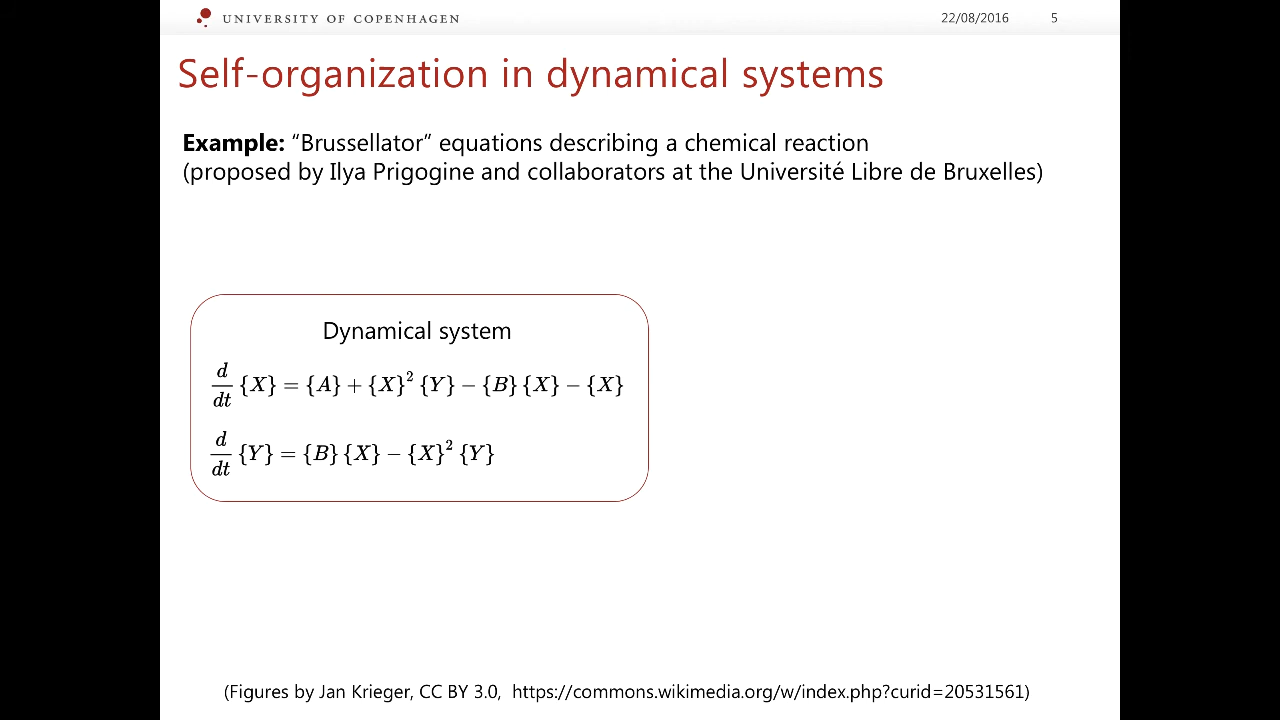 UNIVERSITY OF COPENHAGEN
22/08/2016 5
Self-organization in dynamical systems
Example: “Brussellator” equations describing a chemical reaction
(proposed by Ilya Prigogine and collaborators at the Université Libre de Bruxelles)
Dynamical system
d/dt {X} = {A} + {X}² {Y} − {B} {X} − {X}
d/dt {Y} = {B} {X} − {X}² {Y}
(Figures by Jan Krieger, CC BY 3.0, https://commons.wikimedia.org/w/index.php?curid=20531561)